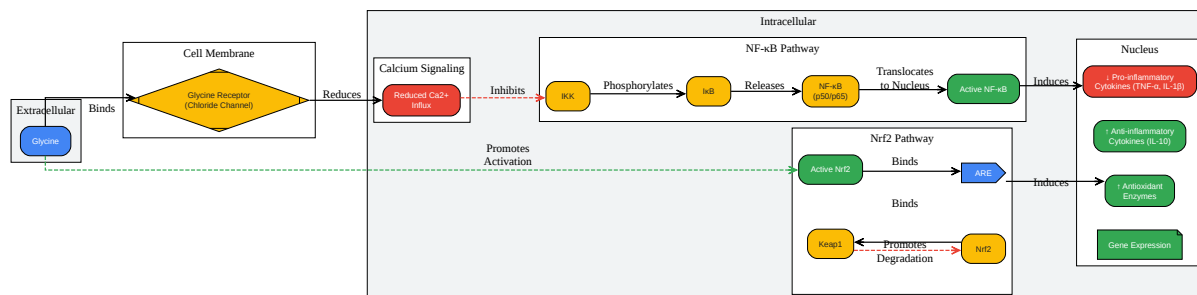 Intracellular
Cell Membrane
Glycine Receptor
(Chloride Channel)
Extracellular
Glycine
Binds
Reduces
Calcium Signaling
Reduced Ca2+
Influx
Inhibits
NF-κB Pathway
IKK
Phosphorylates
IκB
Releases
NF-κB
(p50/p65)
Translocates
to Nucleus
Active NF-κB
Induces
Nucleus
↓ Pro-inflammatory
Cytokines (TNF-α, IL-1β)
↑ Anti-inflammatory
Cytokines (IL-10)
↑ Antioxidant
Enzymes
Gene Expression
Promotes
Activation
Nrf2 Pathway
Active Nrf2
Binds
ARE
Induces
Binds
Keap1
Promotes
Degradation
Nrf2